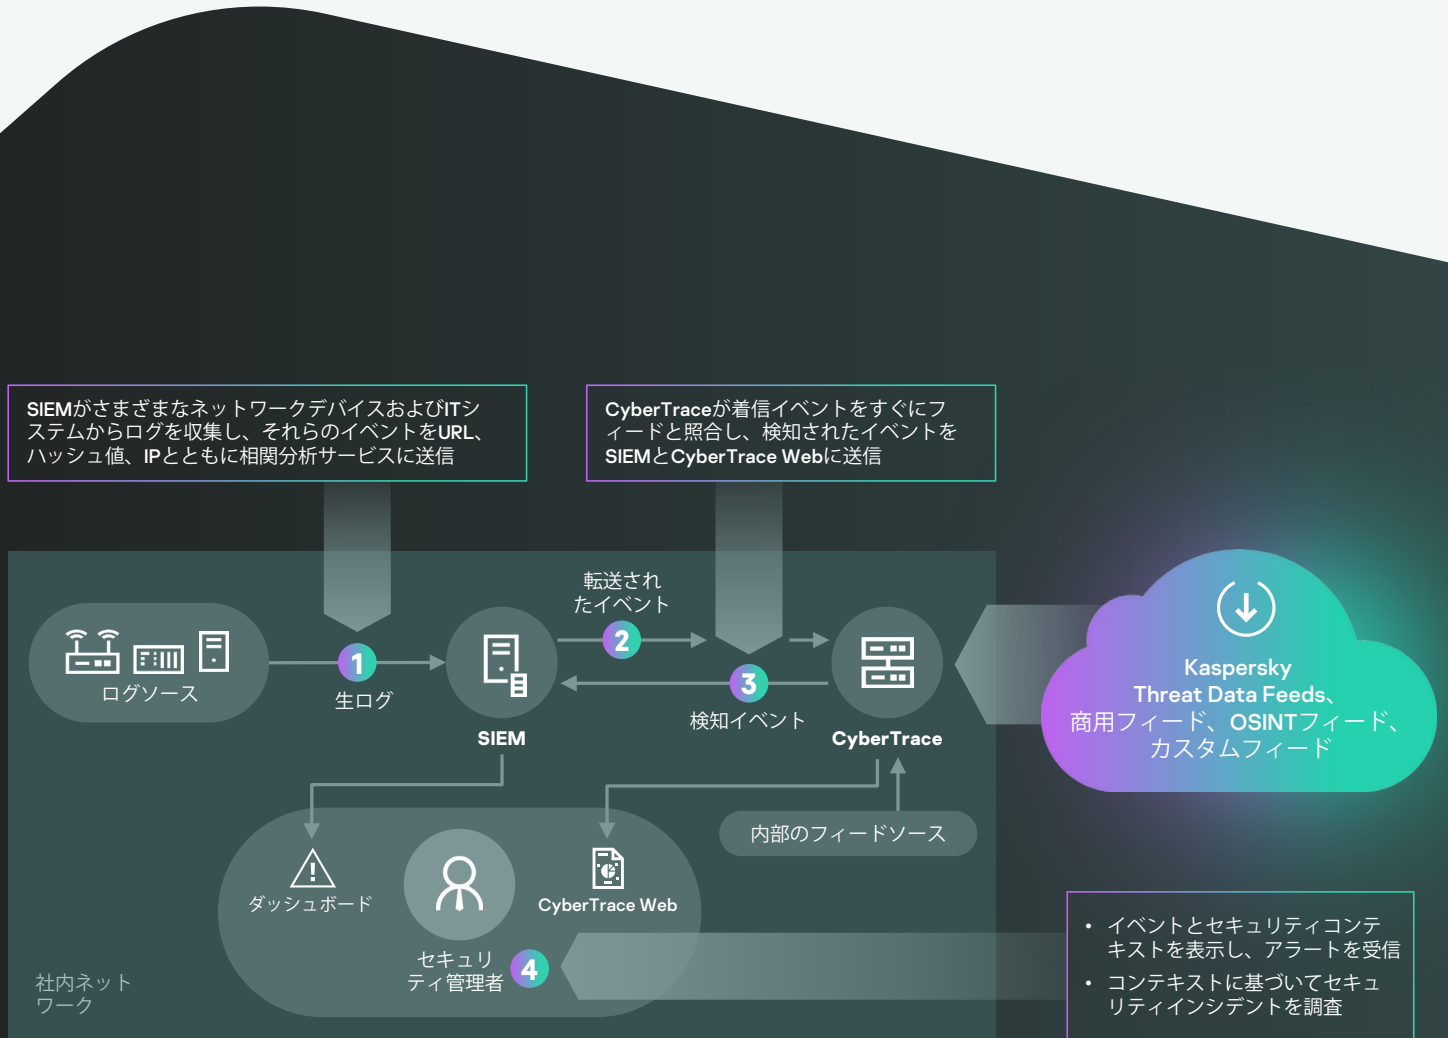 SIEMがさまざまなネットワークデバイスおよびITシ
ステムからログを収集し、それらのイベントをURL、
ハッシュ値、IPとともに相関分析サービスに送信
CyberTraceが着信イベントをすぐにフ
ィードと照合し、検知されたイベントを
SIEMとCyberTrace Webに送信
転送され
たイベント
ログソース
1
生ログ
SIEM
2
3
検知イベント
CyberTrace
Kaspersky
Threat Data Feeds、
商用フィード、OSINTフィード、
カスタムフィード
内部のフィードソース
ダッシュボード
CyberTrace Web
セキュリ
ティ管理者
4
社内ネット
ワーク
• イベントとセキュリティコンテ
キストを表示し、アラートを受信
• コンテキストに基づいてセキュ
リティインシデントを調査